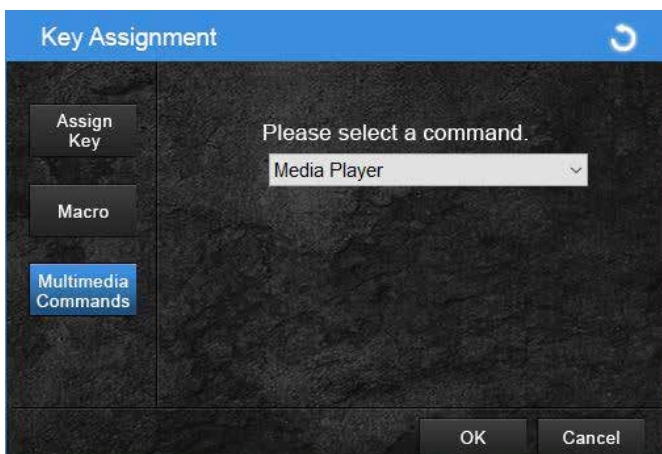 Key Assignment
Assign
Key
Please select a command.
Media Player
Macro
Multimedia
Commands
OK
Cancel